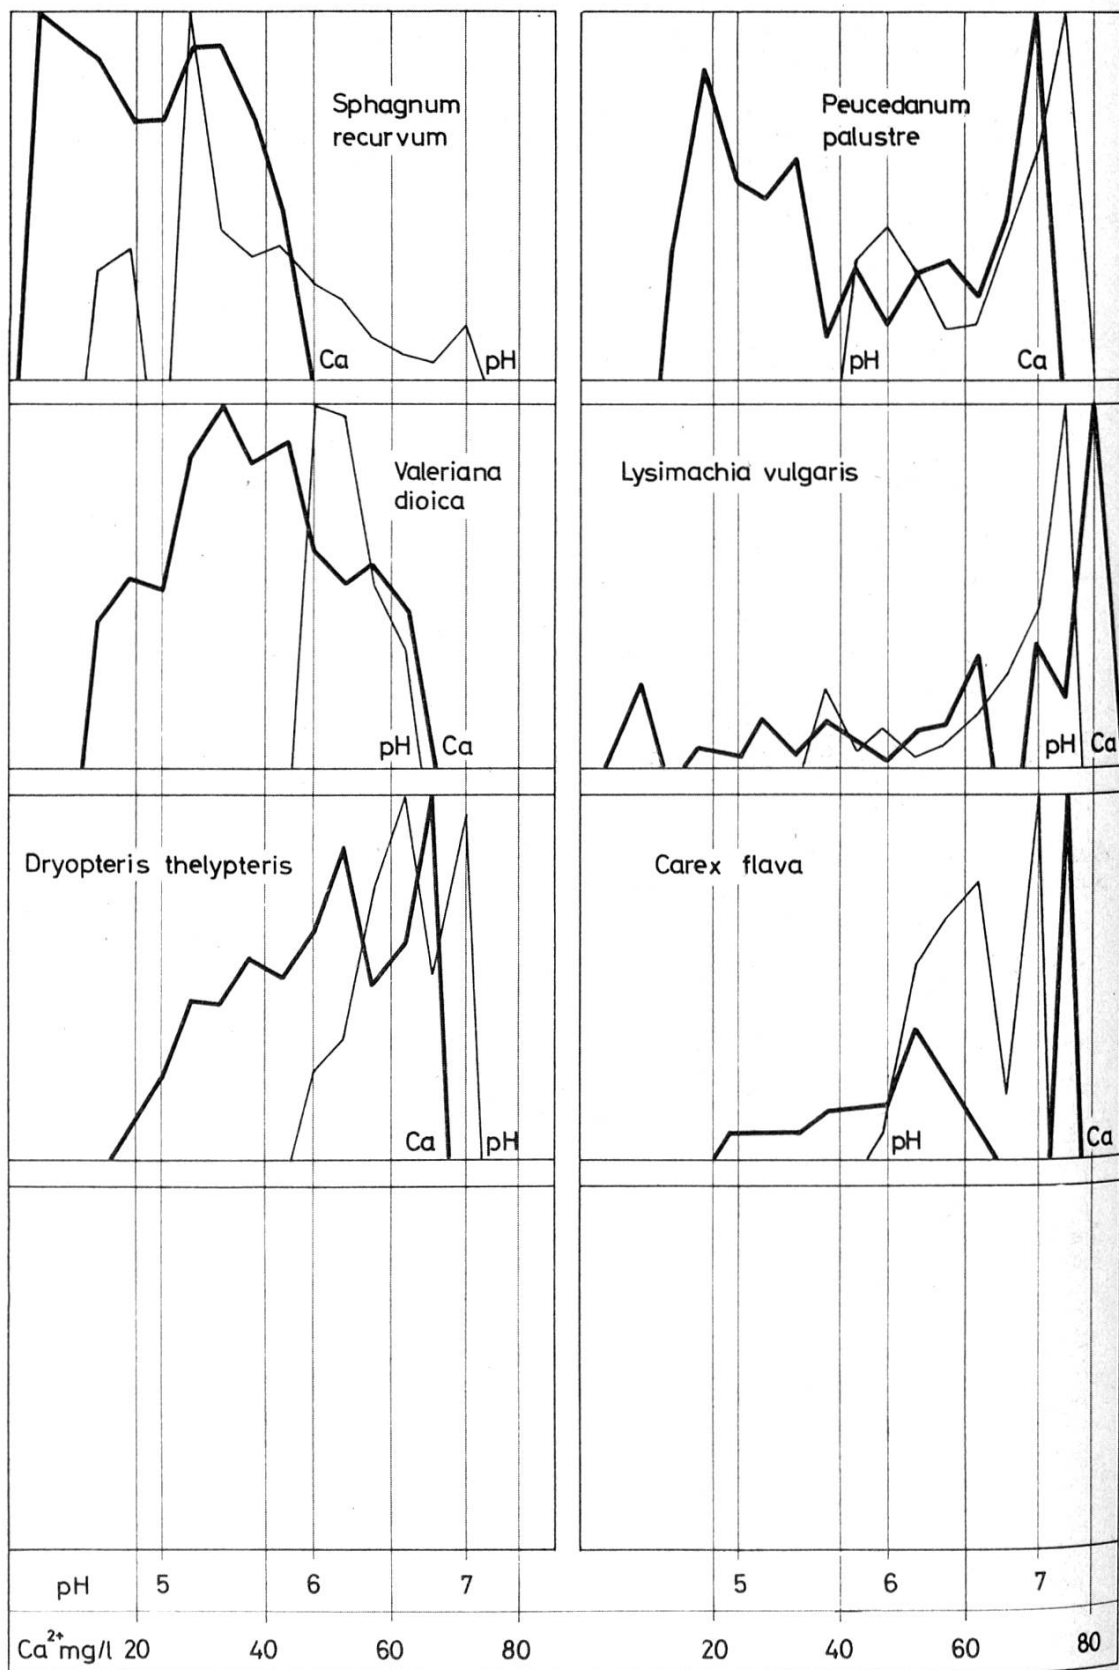 Sphagnum
recurvum
Ca
pH
Peucedanum
palustre
pH
Ca
Valeriana
dioica
pH
Ca
Lysimachia vulgaris
pH
Ca
Dryopteris thelypteris
Ca
pH
Carex flava
pH
Ca
pH 5 6 7 5 6 7
Ca²⁺mg/l 20 40 60 80 20 40 60 80